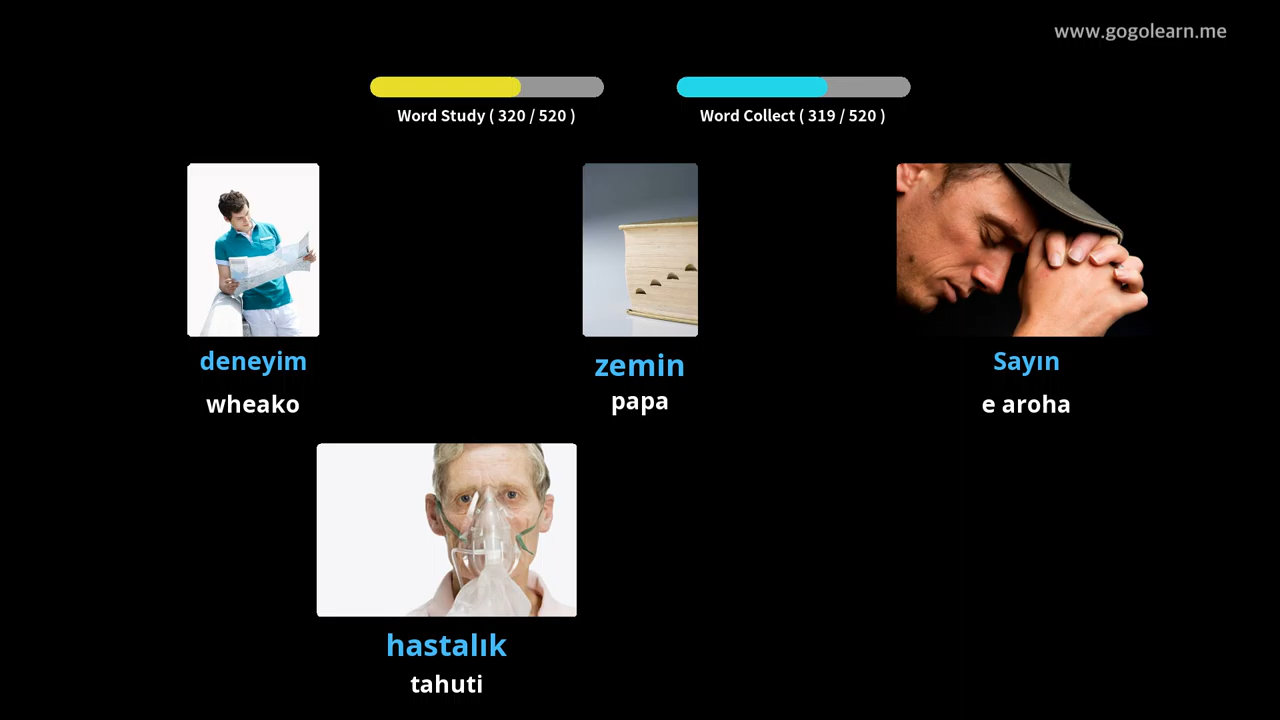 www.gogolearn.me
Word Study ( 320 / 520 )
Word Collect ( 319 / 520 )
deneyim
wheako
zemin
papa
Sayın
e aroha
hastalık
tahuti